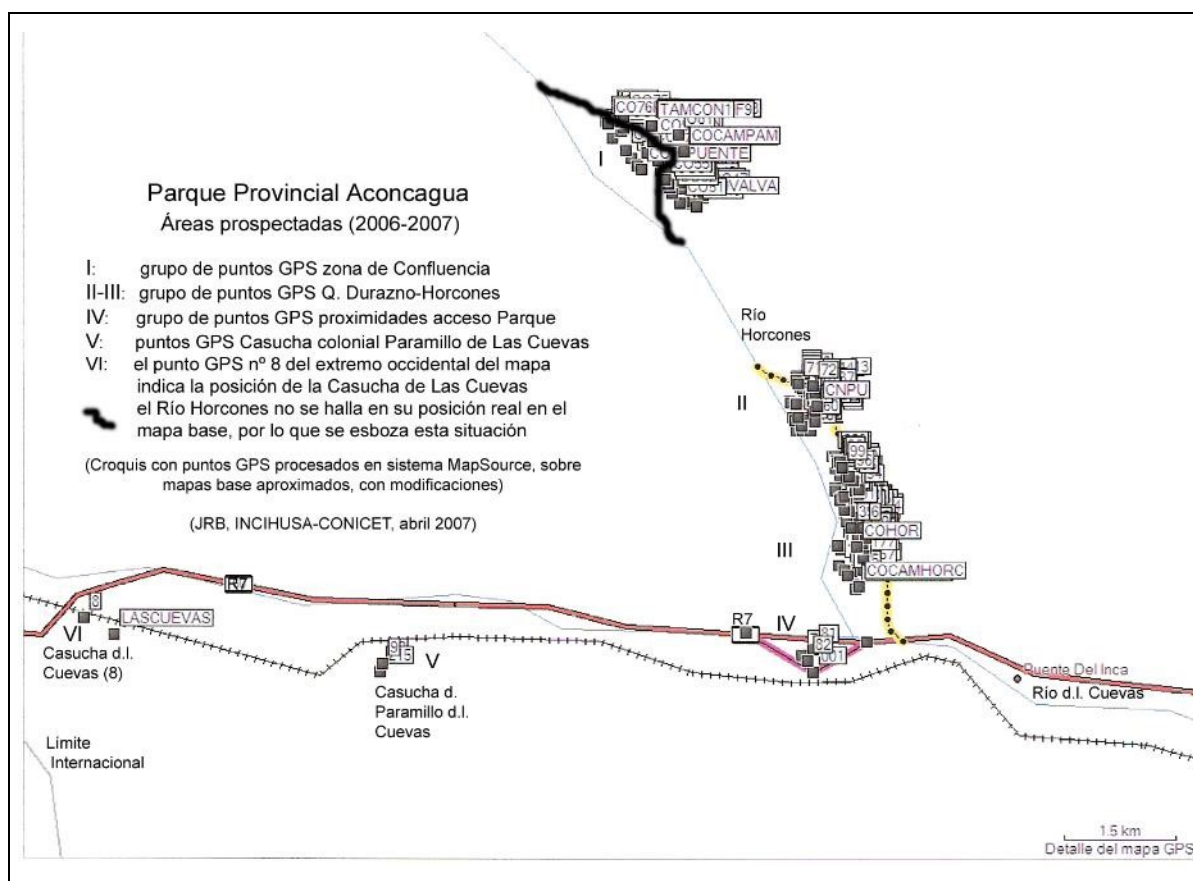 CO76
TAMCON1
F9
COCAMPAM
PUENTE
VALVA
I
Parque Provincial Aconcagua
Áreas prospectadas (2006-2007)
I: grupo de puntos GPS zona de Confluencia
II-III: grupo de puntos GPS Q. Durazno-Horcones
IV: grupo de puntos GPS proximidades acceso Parque
V: puntos GPS Casucha colonial Paramillo de Las Cuevas
VI: el punto GPS nº 8 del extremo occidental del mapa
indica la posición de la Casucha de Las Cuevas
el Río Horcones no se halla en su posición real en el
mapa base, por lo que se esboza esta situación
(Croquis con puntos GPS procesados en sistema MapSource, sobre
mapas base aproximados, con modificaciones)
(JRB, INCIHUSA-CONICET, abril 2007)
Río
Horcones
72
CNPU
II
99
COHOR
III
COCAMHORC
R7
8
LASCUEVAS
VI
Casucha d.l.
Cuevas (8)
V
Casucha d.
Paramillo d.l.
Cuevas
R7
IV
82
001
Puente Del Inca
Río d.l. Cuevas
Límite
Internacional
1.5 km
Detalle del mapa GPS